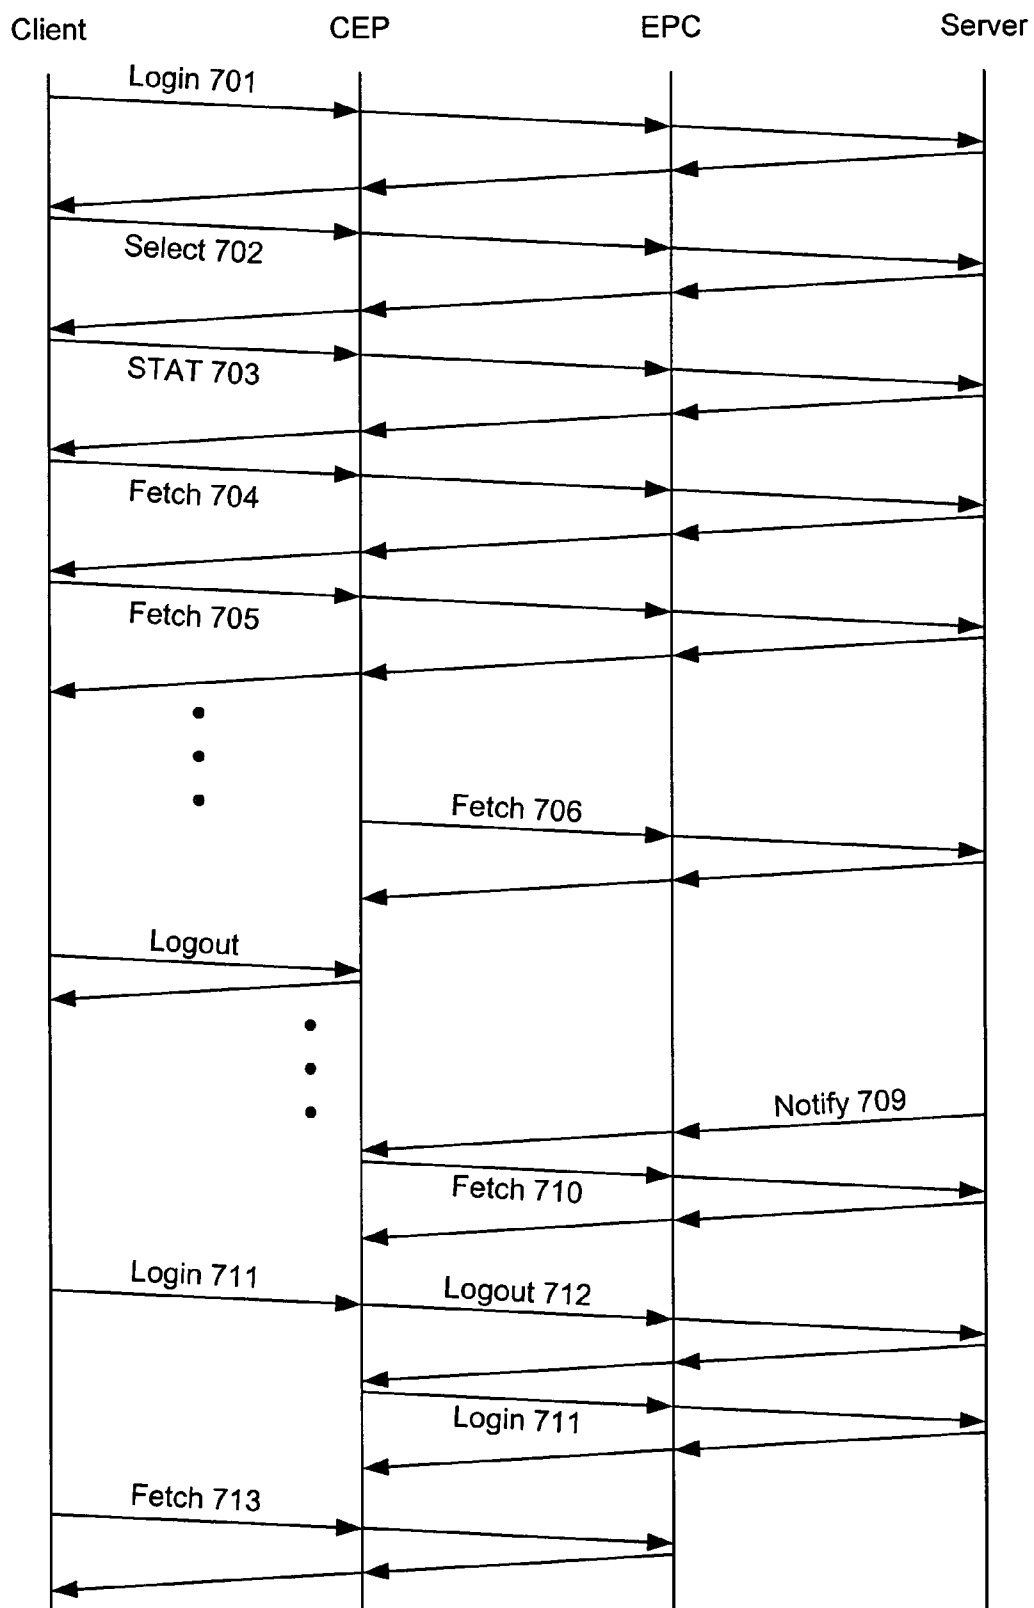 Client CEP EPC Server
Login 701
Select 702
STAT 703
Fetch 704
Fetch 705
Fetch 706
Logout
Notify 709
Fetch 710
Login 711
Logout 712
Login 711
Fetch 713